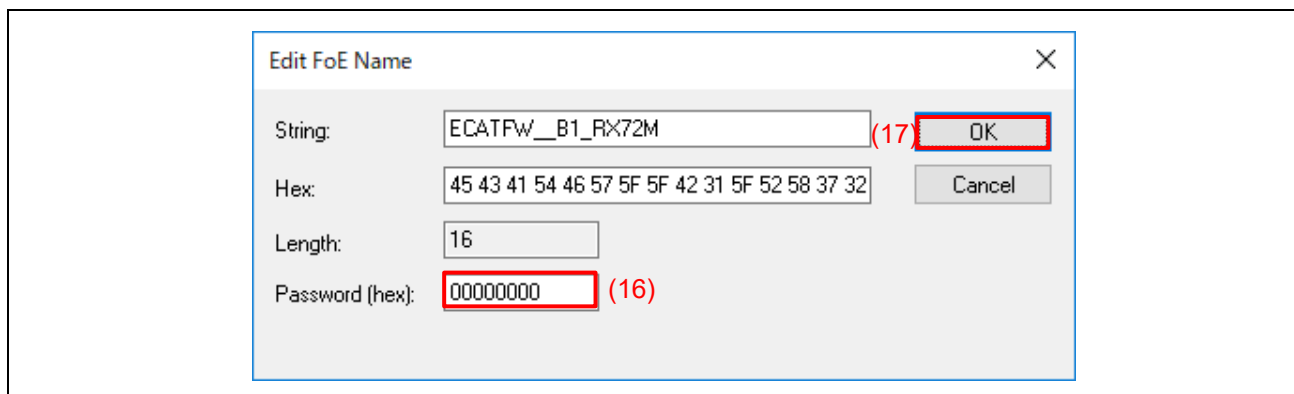 Edit FoE Name
String: ECATFW__B1_RX72M (17) OK
Hex: 45 43 41 54 46 57 5F 5F 42 31 5F 52 58 37 32 Cancel
Length: 16
Password (hex): 00000000 (16)